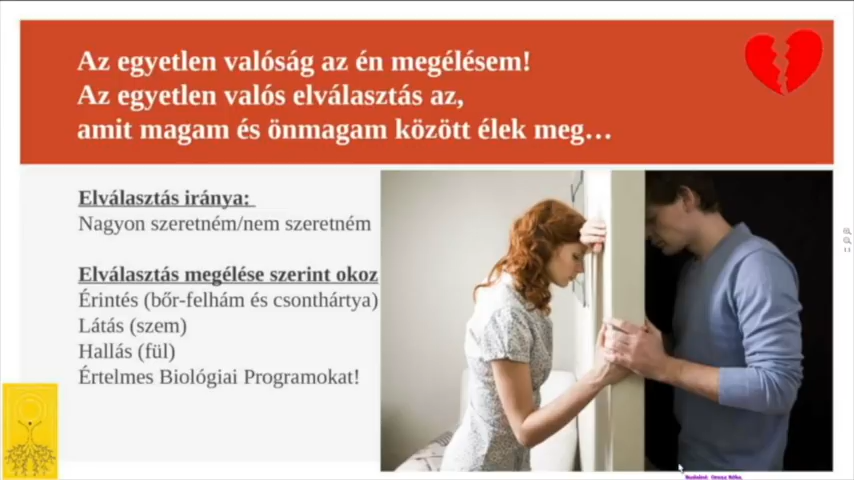 Az egyetlen valóság az én megélésem!
Az egyetlen valós elválasztás az,
amit magam és önmagam között élek meg…
Elválasztás iránya:
Nagyon szeretném/nem szeretném
Elválasztás megélése szerint okoz
Érintés (bőr-felhám és csonthártya)
Látás (szem)
Hallás (fül)
Értelmes Biológiai Programokat!